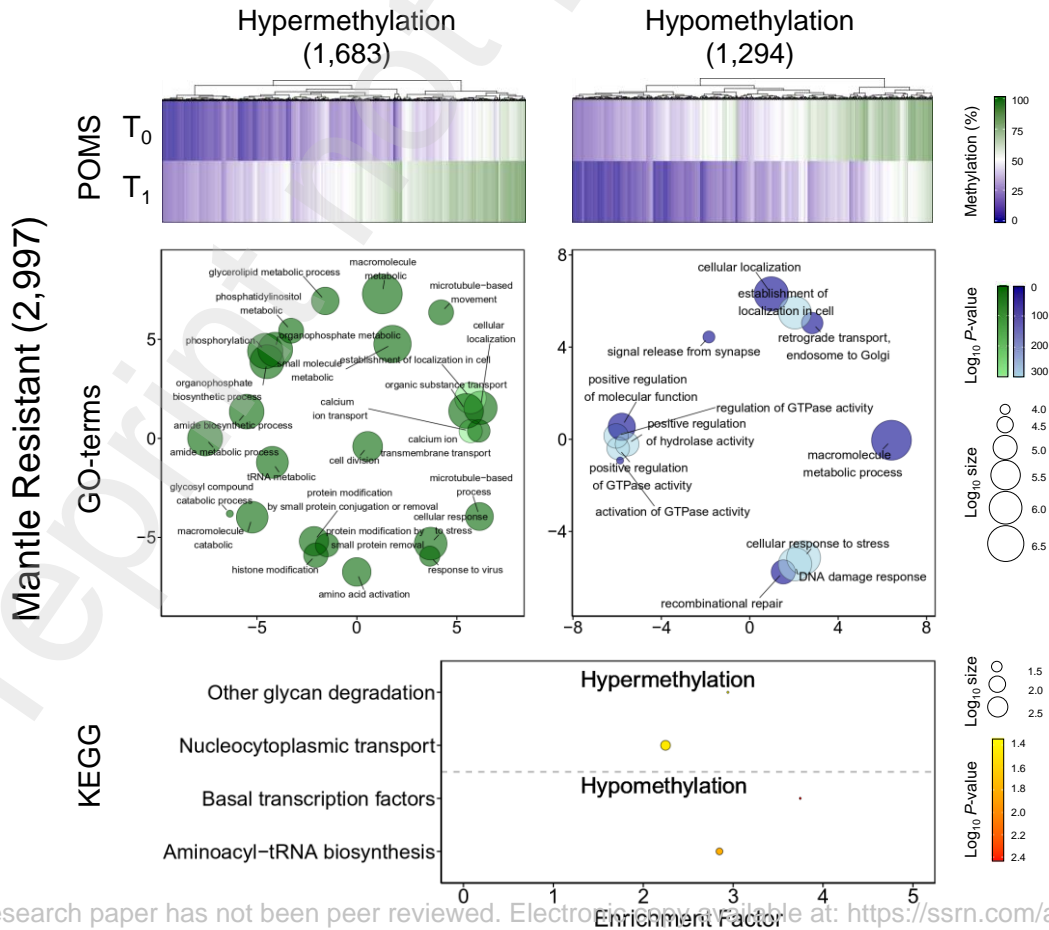 Hypermethylation
(1,683)
Hypomethylation
(1,294)
Mantle Resistant (2,997)
POMS
T0
T1
Methylation (%)
100
75
50
25
0
GO-terms
macromolecule
metabolic
glycerolipid metabolic process
microtubule-based
movement
phosphatidylinositol
metabolic
cellular
localization
phosphorylation
organophosphate metabolic
small molecule
metabolic
establishment of localization in cell
organophosphate
biosynthetic process
organic substance transport
calcium
ion transport
amide biosynthetic process
calcium ion
transmembrane transport
amide metabolic process
cell division
tRNA metabolic
microtubule-based
process
glycosyl compound
catabolic process
protein modification
by small protein conjugation or removal
cellular response
to stress
macromolecule
catabolic
protein modification by
small protein removal
histone modification
response to virus
amino acid activation
5
0
−5
−5
0
5
cellular localization
establishment of
localization in cell
retrograde transport,
endosome to Golgi
signal release from synapse
positive regulation
of molecular function
regulation of GTPase activity
positive regulation
of hydrolase activity
macromolecule
metabolic process
positive regulation
of GTPase activity
activation of GTPase activity
cellular response to stress
DNA damage response
recombinational repair
8
4
0
−4
−8
−4
0
4
8
Log10 P-value
0
100
200
300
Log10 size
4.0
4.5
5.0
5.5
6.0
6.5
KEGG
Hypermethylation
Other glycan degradation
Nucleocytoplasmic transport
Hypomethylation
Basal transcription factors
Aminoacyl−tRNA biosynthesis
0
1
2
3
4
5
Enrichment Factor
Log10 size
1.5
2.0
2.5
Log10 P-value
1.4
1.6
1.8
2.0
2.2
2.4
esearch paper has not been peer reviewed. Electronic copy available at: https://ssrn.com/a